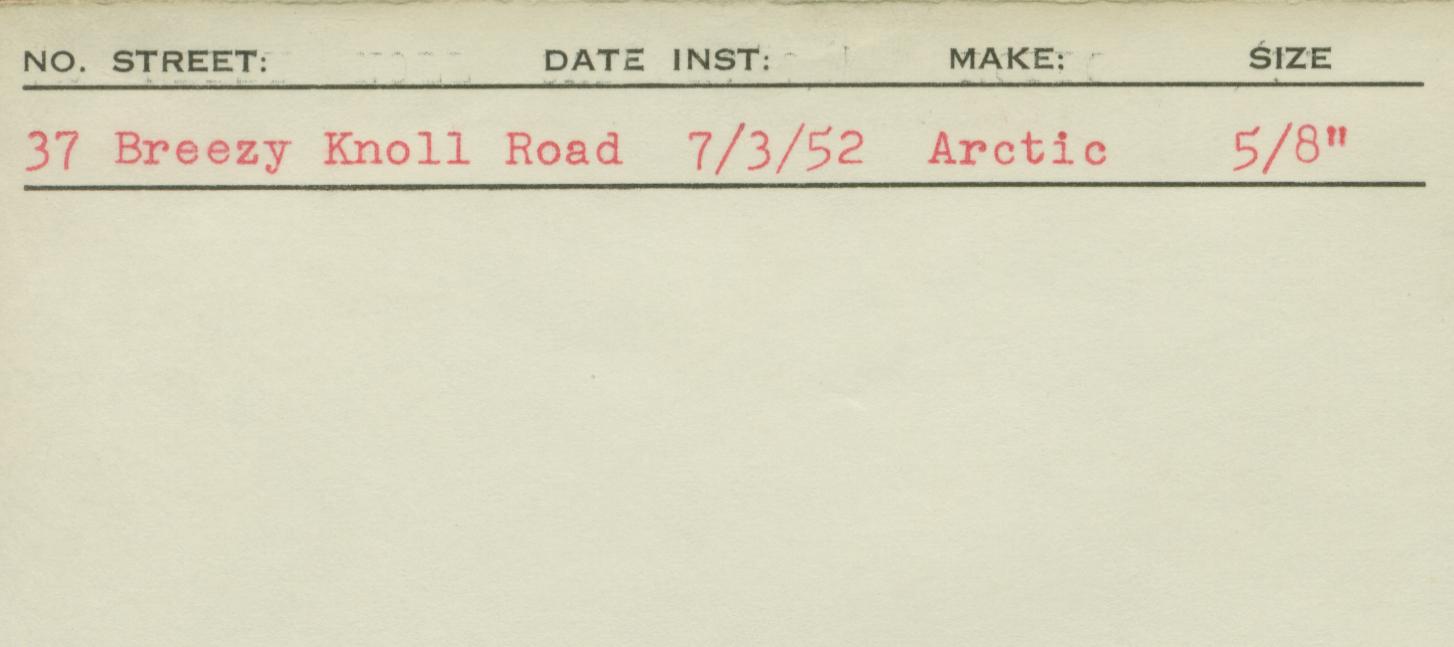 NO. STREET: DATE INST: MAKE: SIZE
37 Breezy Knoll Road 7/3/52 Arctic 5/8"